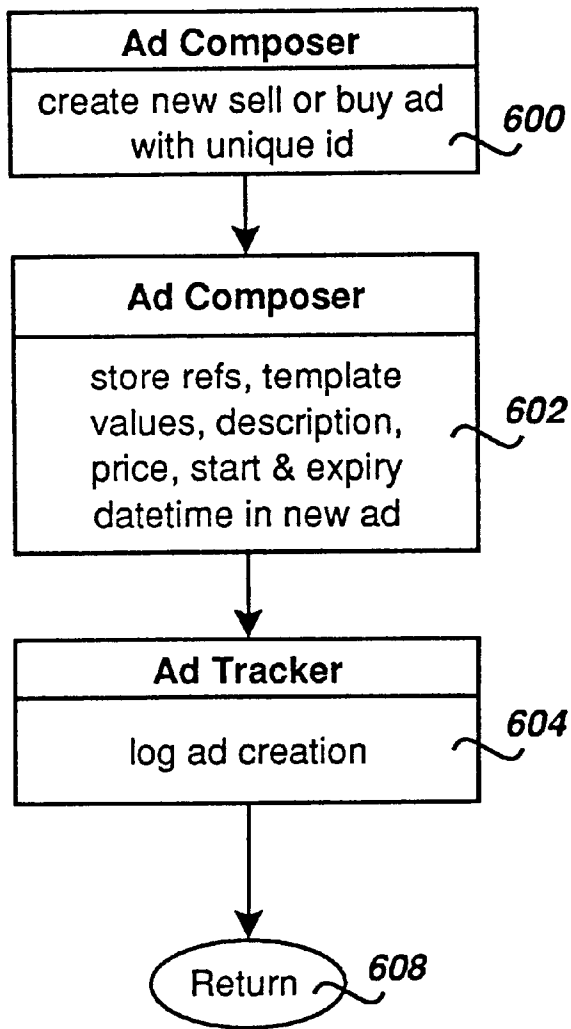 Ad Composer
create new sell or buy ad
with unique id
600
Ad Composer
store refs, template
values, description,
price, start & expiry
datetime in new ad
602
Ad Tracker
log ad creation
604
Return
608